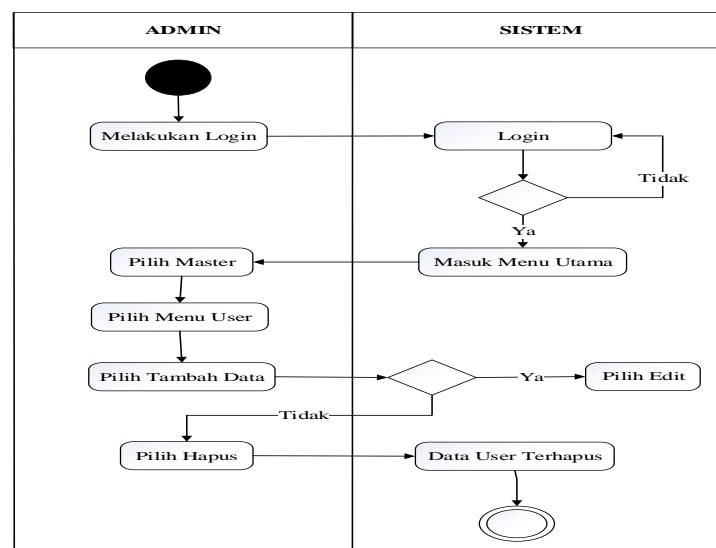 ADMIN
SISTEM
Melakukan Login
Login
Tidak
Ya
Pilih Master
Masuk Menu Utama
Pilih Menu User
Pilih Tambah Data
Ya
Pilih Edit
Tidak
Pilih Hapus
Data User Terhapus